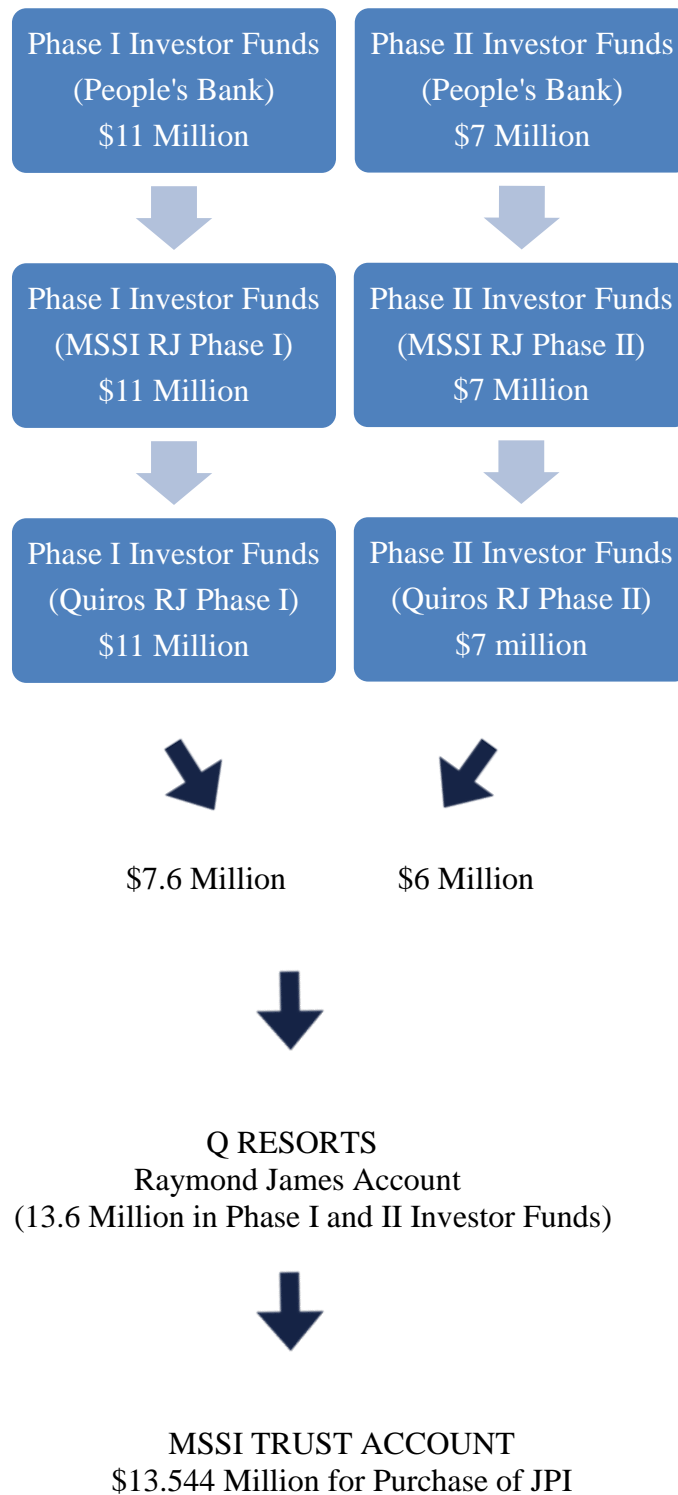 Phase I Investor Funds
(People's Bank)
$11 Million
Phase II Investor Funds
(People's Bank)
$7 Million
Phase I Investor Funds
(MSSI RJ Phase I)
$11 Million
Phase II Investor Funds
(MSSI RJ Phase II)
$7 Million
Phase I Investor Funds
(Quiros RJ Phase I)
$11 Million
Phase II Investor Funds
(Quiros RJ Phase II)
$7 million
$7.6 Million
$6 Million
Q RESORTS
Raymond James Account
(13.6 Million in Phase I and II Investor Funds)
MSSI TRUST ACCOUNT
$13.544 Million for Purchase of JPI